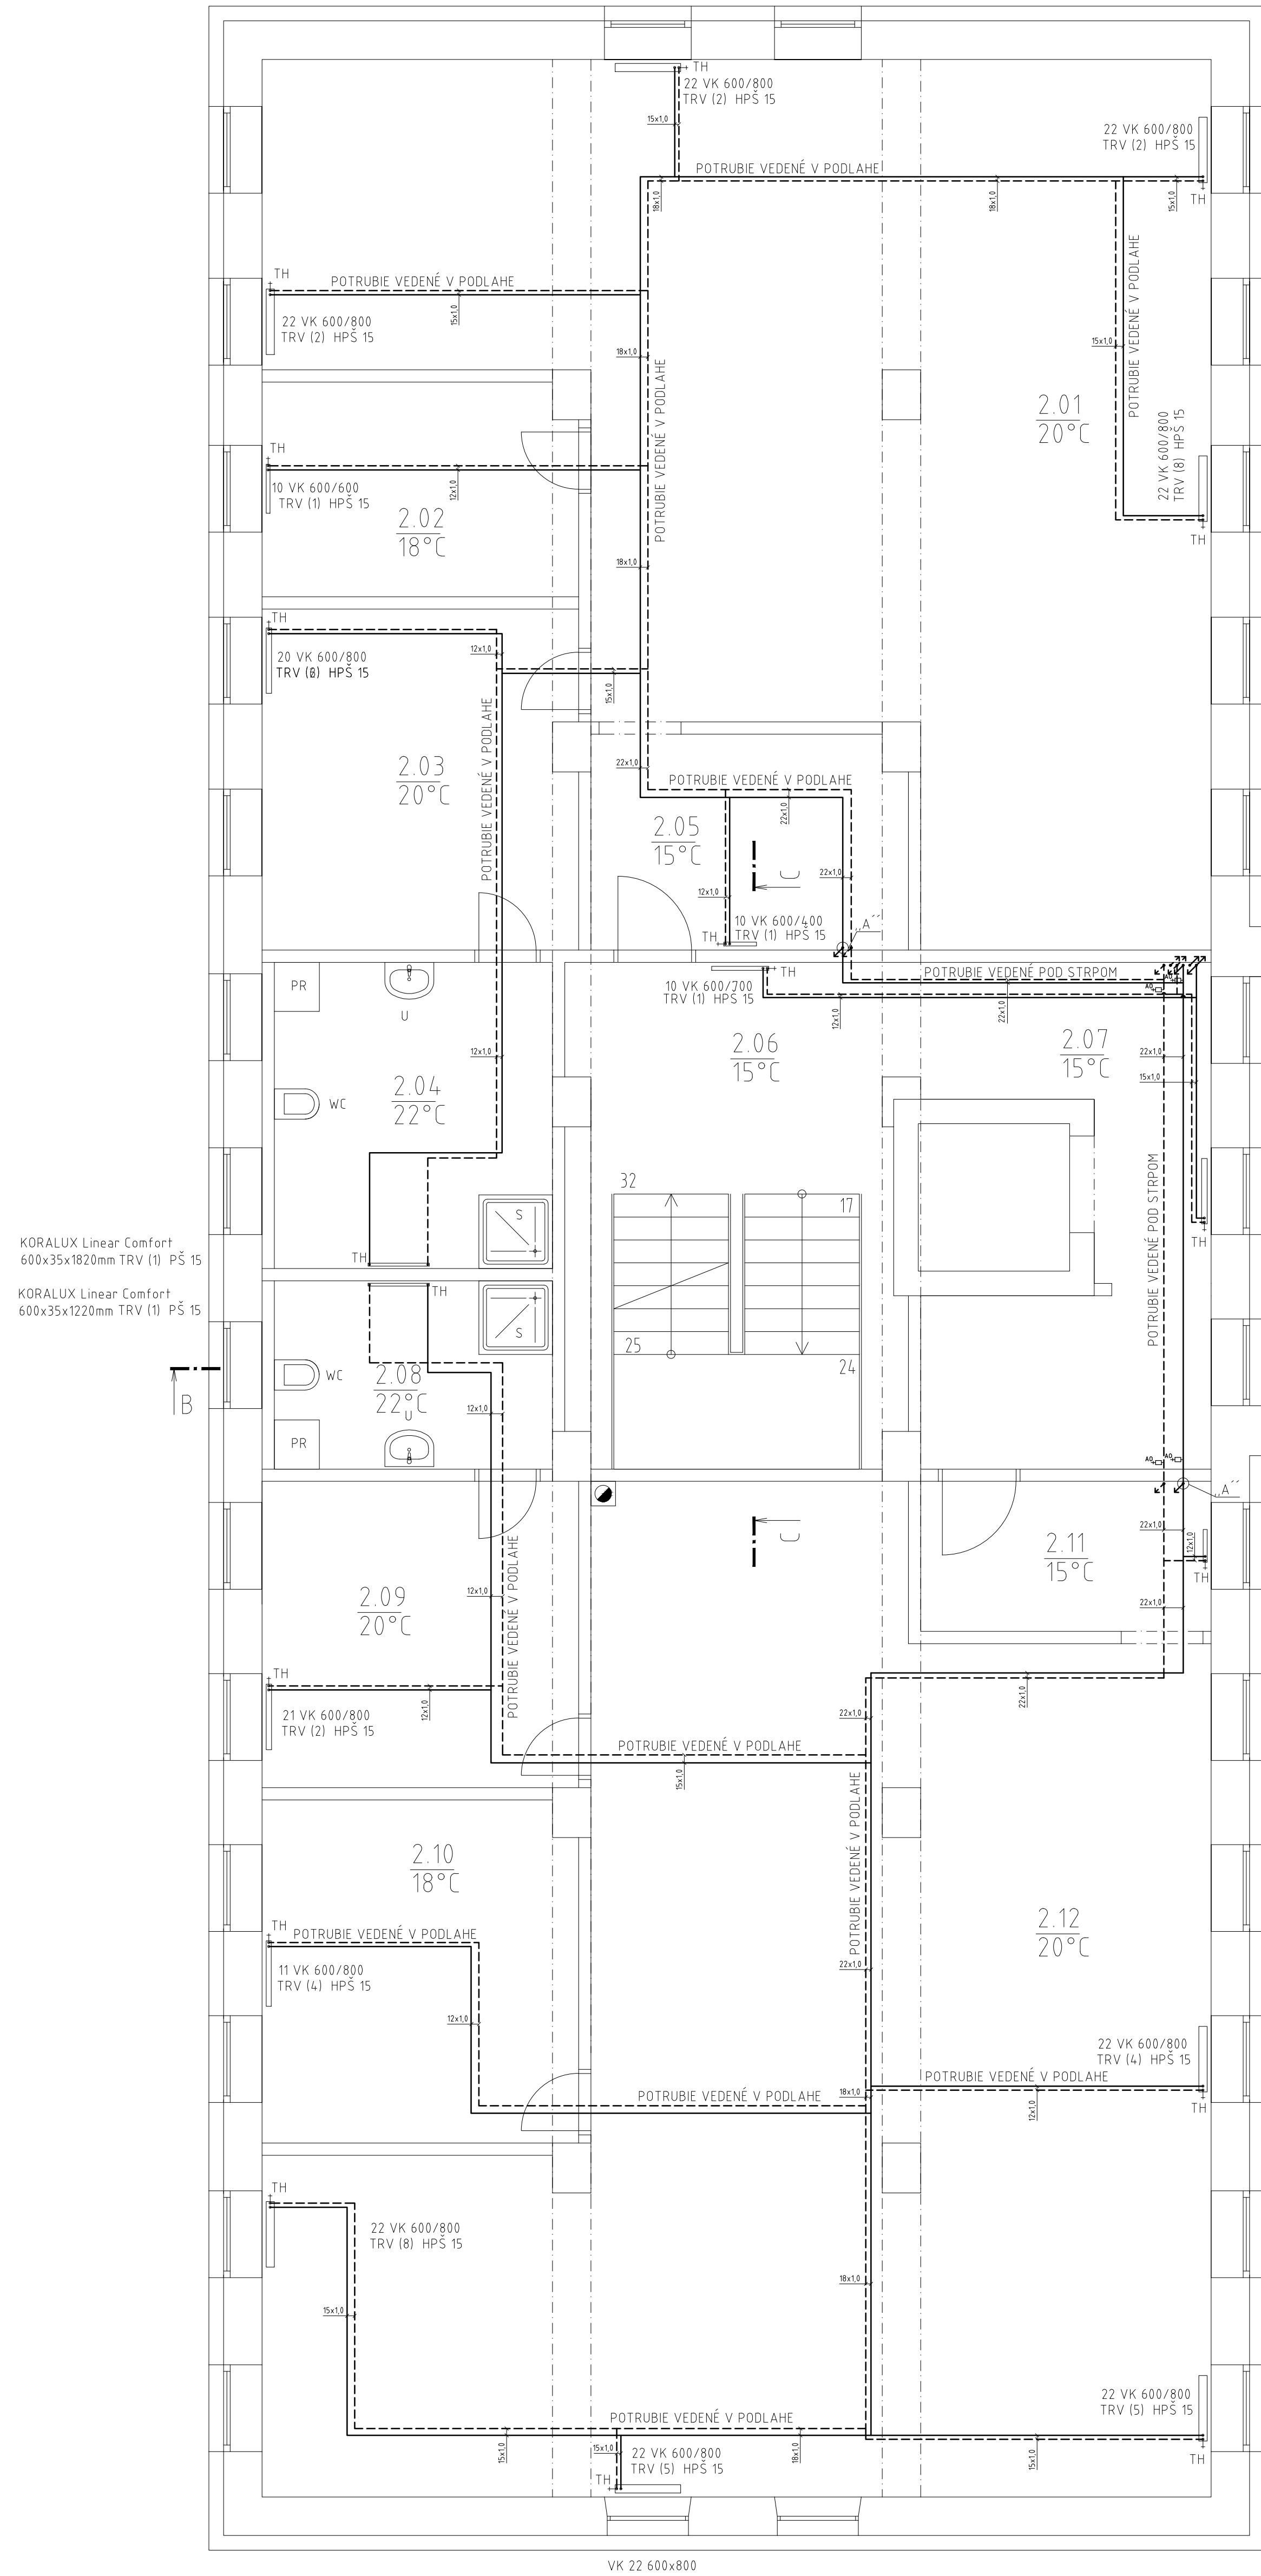 TH
22 VK 600/800
TRV (2) HPŠ 15
15x1,0
22 VK 600/800
TRV (2) HPŠ 15
POTRUBIE VEDENÉ V PODLAHE
18x1,0
18x1,0
15x1,0
TH
TH
POTRUBIE VEDENÉ V PODLAHE
15x1,0
22 VK 600/800
TRV (2) HPŠ 15
POTRUBIE VEDENÉ V PODLAHE
15x1,0
18x1,0
POTRUBIE VEDENÉ V PODLAHE
2.01
20°C
22 VK 600/800
TRV (8) HPŠ 15
TH
TH
10 VK 600/600
TRV (1) HPŠ 15
12x1,0
2.02
18°C
18x1,0
TH
20 VK 600/800
HPŠ 15
12x1,0
15x1,0
POTRUBIE VEDENÉ V PODLAHE
2.03
20°C
22x1,0
POTRUBIE VEDENÉ V PODLAHE
22x1,0
2.05
15°C
C
22x1,0
12x1,0
10 VK 600/400
TRV (1) HPŠ 15
TH
,,A´´
TH
10 VK 600/700
TRV (1) HPŠ 15
POTRUBIE VEDENÉ POD STRPOM
AO
AO
12x1,0
22x1,0
PR
U
2.06
15°C
2.07
15°C
22x1,0
15x1,0
12x1,0
2.04
22°C
WC
POTRUBIE VEDENÉ POD STRPOM
32
17
S
TH
TH
KORALUX Linear Comfort
600x35x1820mm TRV (1) PŠ 15
KORALUX Linear Comfort
600x35x1220mm TRV (1) PŠ 15
TH
S
25
24
B
WC
2.08
22°C
U
12x1,0
PR
AO
AO
,,A´´
C
22x1,0
12x1,0
2.11
15°C
TH
POTRUBIE VEDENÉ V PODLAHE
12x1,0
2.09
20°C
22x1,0
TH
21 VK 600/800
TRV (2) HPŠ 15
12x1,0
22x1,0
22x1,0
POTRUBIE VEDENÉ V PODLAHE
15x1,0
POTRUBIE VEDENÉ V PODLAHE
2.10
18°C
TH
POTRUBIE VEDENÉ V PODLAHE
11 VK 600/800
TRV (4) HPŠ 15
12x1,0
22x1,0
2.12
20°C
22 VK 600/800
TRV (4) HPŠ 15
POTRUBIE VEDENÉ V PODLAHE
POTRUBIE VEDENÉ V PODLAHE
18x1,0
12x1,0
TH
TH
22 VK 600/800
TRV (8) HPŠ 15
18x1,0
15x1,0
22 VK 600/800
TRV (5) HPŠ 15
POTRUBIE VEDENÉ V PODLAHE
15x1,0
15x1,0
22 VK 600/800
TRV (5) HPŠ 15
18x1,0
15x1,0
TH
TH
VK 22 600x800